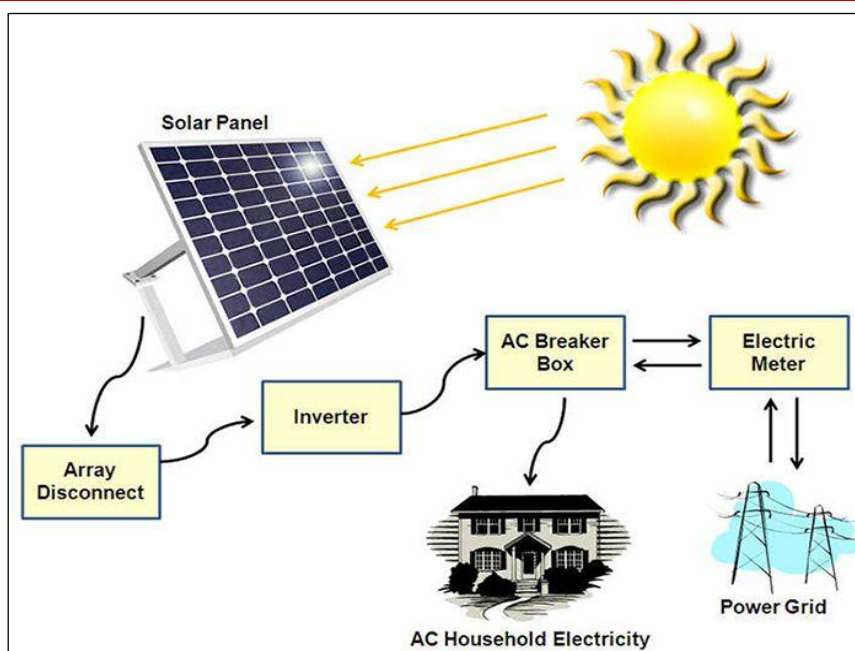 Solar Panel
AC Breaker
Box
Electric
Meter
Inverter
Array
Disconnect
Power Grid
AC Household Electricity